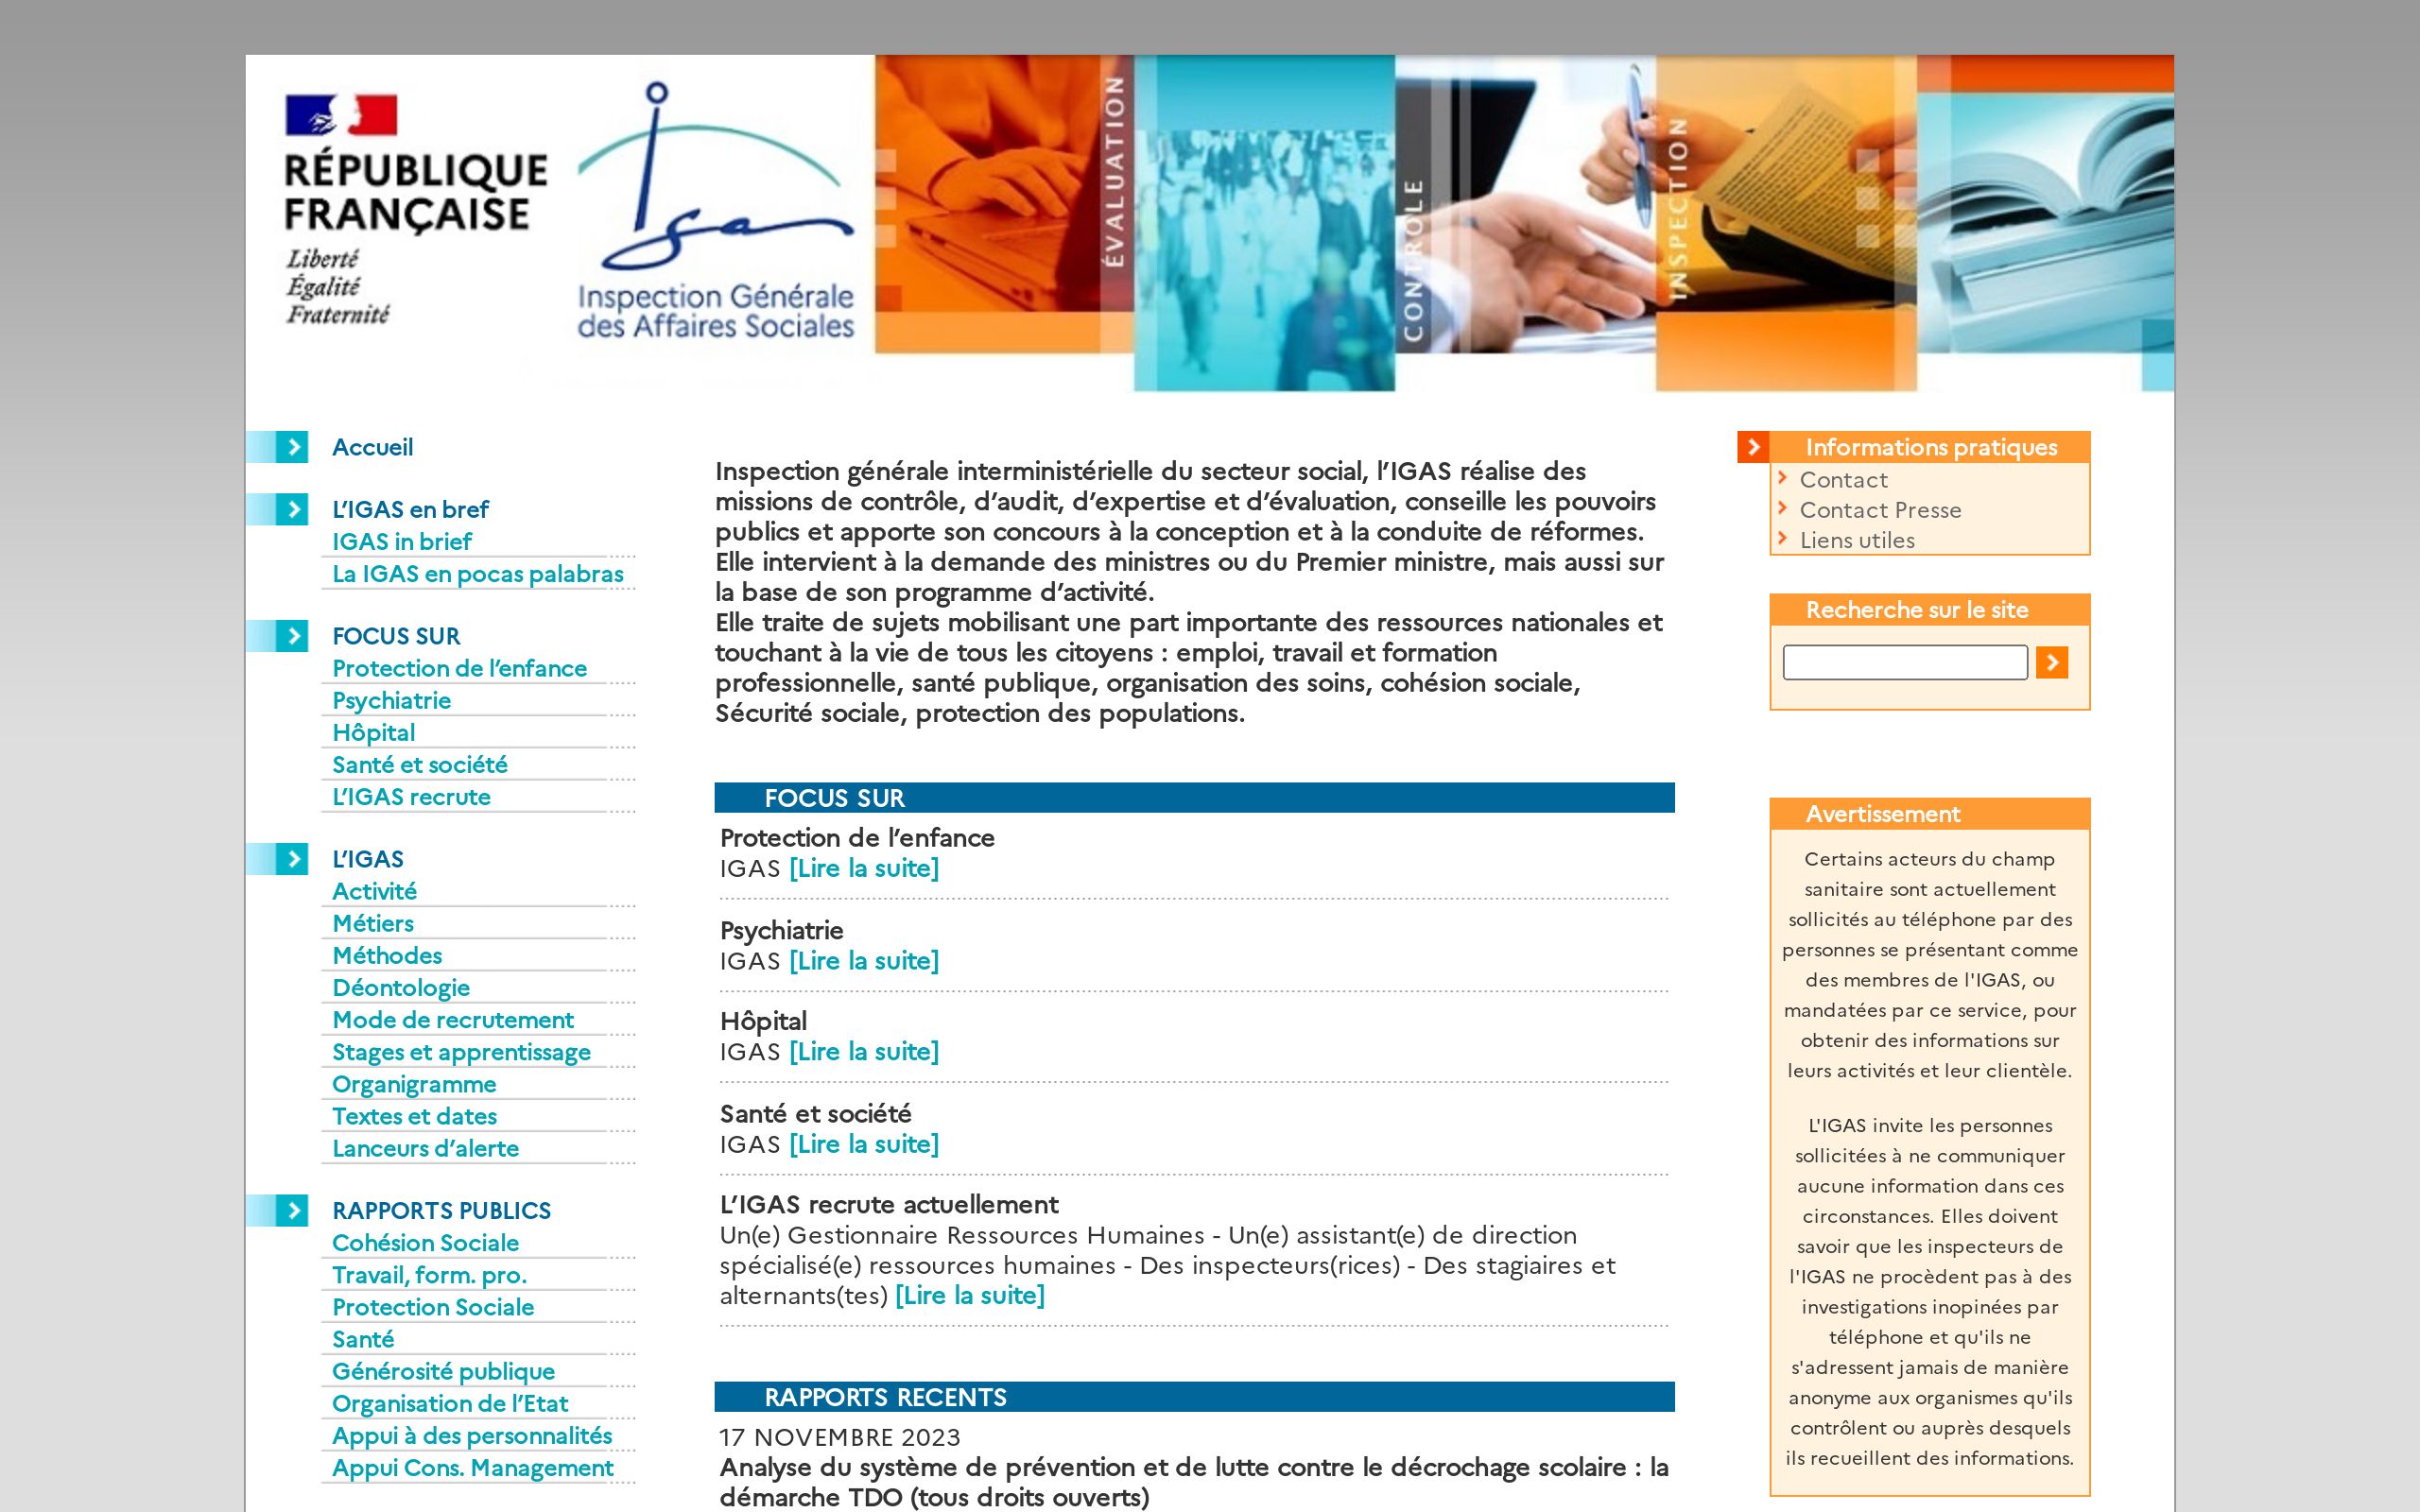 RÉPUBLIQUE
FRANÇAISE
Liberté
Égalité
Fraternité
Igas
Inspection Générale
des Affaires Sociales
ÉVALUATION
CONTRÔLE
INSPECTION
Accueil
L’IGAS en bref
IGAS in brief
La IGAS en pocas palabras
FOCUS SUR
Protection de l’enfance
Psychiatrie
Hôpital
Santé et société
L’IGAS recrute
L’IGAS
Activité
Métiers
Méthodes
Déontologie
Mode de recrutement
Stages et apprentissage
Organigramme
Textes et dates
Lanceurs d’alerte
RAPPORTS PUBLICS
Cohésion Sociale
Travail, form. pro.
Protection Sociale
Santé
Générosité publique
Organisation de l’Etat
Appui à des personnalités
Appui Cons. Management
Inspection générale interministérielle du secteur social, l’IGAS réalise des
missions de contrôle, d’audit, d’expertise et d’évaluation, conseille les pouvoirs
publics et apporte son concours à la conception et à la conduite de réformes.
Elle intervient à la demande des ministres ou du Premier ministre, mais aussi sur
la base de son programme d’activité.
Elle traite de sujets mobilisant une part importante des ressources nationales et
touchant à la vie de tous les citoyens : emploi, travail et formation
professionnelle, santé publique, organisation des soins, cohésion sociale,
Sécurité sociale, protection des populations.
FOCUS SUR
Protection de l’enfance
IGAS [Lire la suite]
Psychiatrie
IGAS [Lire la suite]
Hôpital
IGAS [Lire la suite]
Santé et société
IGAS [Lire la suite]
L’IGAS recrute actuellement
Un(e) Gestionnaire Ressources Humaines - Un(e) assistant(e) de direction
spécialisé(e) ressources humaines - Des inspecteurs(rices) - Des stagiaires et
alternants(tes) [Lire la suite]
RAPPORTS RECENTS
17 NOVEMBRE 2023
Analyse du système de prévention et de lutte contre le décrochage scolaire : la
démarche TDO (tous droits ouverts)
Informations pratiques
Contact
Contact Presse
Liens utiles
Recherche sur le site
Avertissement
Certains acteurs du champ
sanitaire sont actuellement
sollicités au téléphone par des
personnes se présentant comme
des membres de l'IGAS, ou
mandatées par ce service, pour
obtenir des informations sur
leurs activités et leur clientèle.
L'IGAS invite les personnes
sollicitées à ne communiquer
aucune information dans ces
circonstances. Elles doivent
savoir que les inspecteurs de
l'IGAS ne procèdent pas à des
investigations inopinées par
téléphone et qu'ils ne
s'adressent jamais de manière
anonyme aux organismes qu'ils
contrôlent ou auprès desquels
ils recueillent des informations.